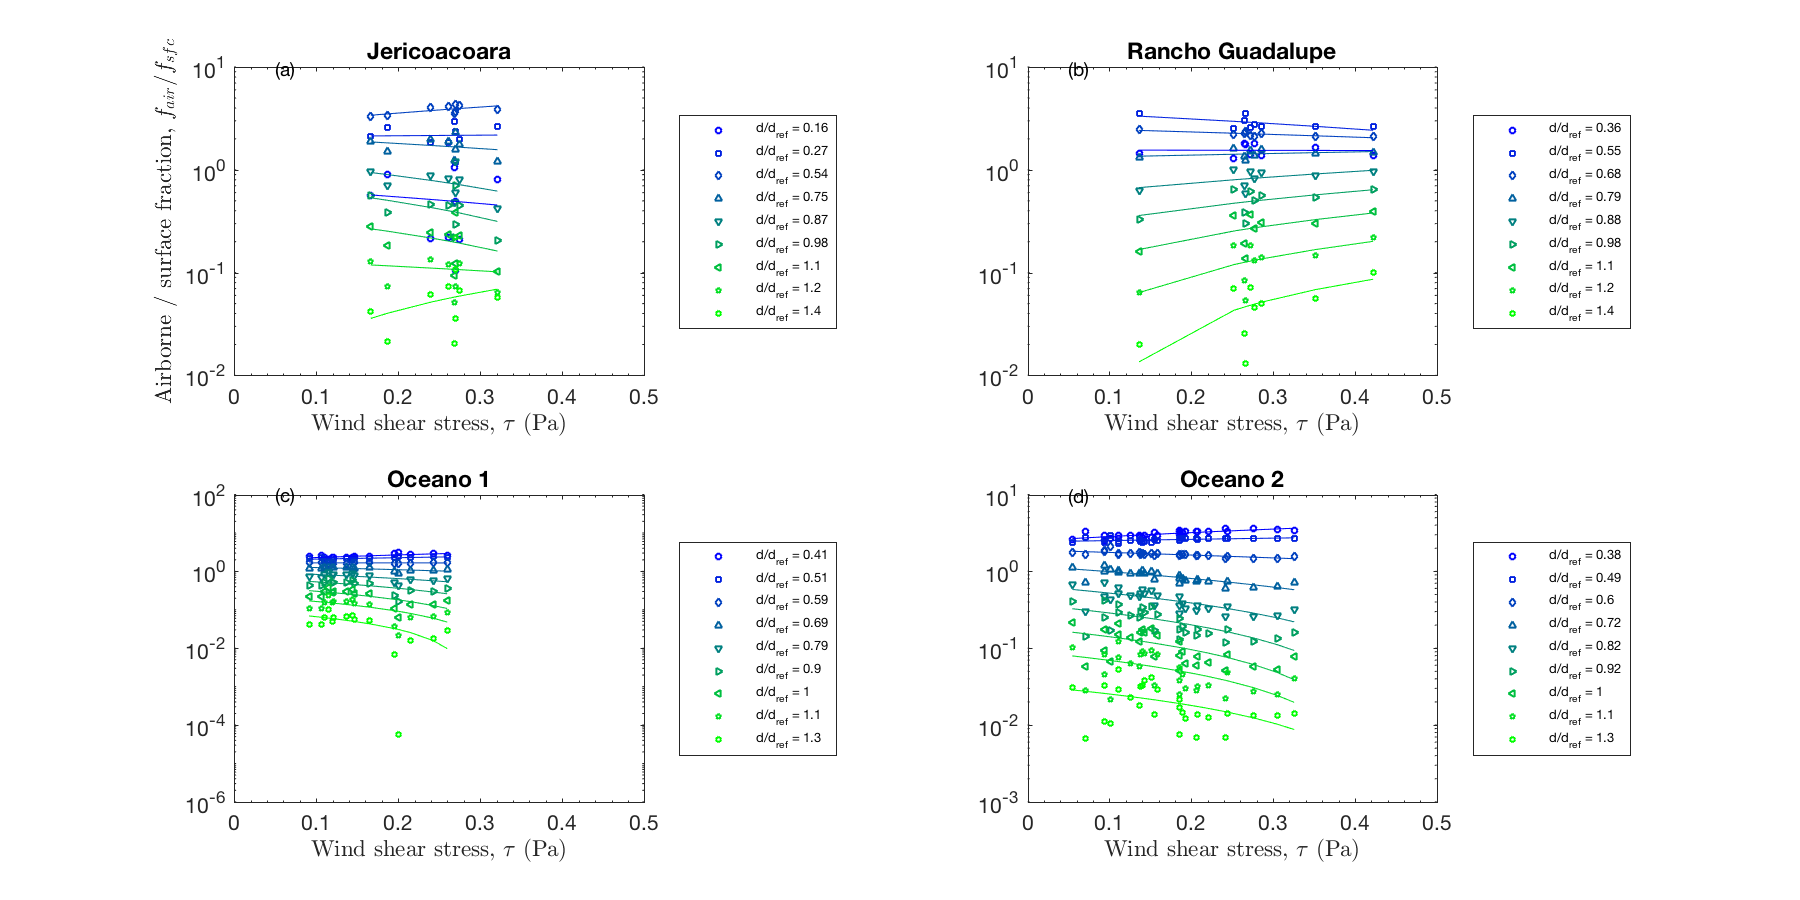 Jericoacoara
(a)
Airborne / surface fraction, f_air/f_sfc
10^1
10^0
10^-1
10^-2
0 0.1 0.2 0.3 0.4 0.5
Wind shear stress, τ (Pa)
d/d_ref = 0.16
d/d_ref = 0.27
d/d_ref = 0.54
d/d_ref = 0.75
d/d_ref = 0.87
d/d_ref = 0.98
d/d_ref = 1.1
d/d_ref = 1.2
d/d_ref = 1.4
Rancho Guadalupe
(b)
10^1
10^0
10^-1
10^-2
0 0.1 0.2 0.3 0.4 0.5
Wind shear stress, τ (Pa)
d/d_ref = 0.36
d/d_ref = 0.55
d/d_ref = 0.68
d/d_ref = 0.79
d/d_ref = 0.88
d/d_ref = 0.98
d/d_ref = 1.1
d/d_ref = 1.2
d/d_ref = 1.4
Oceano 1
(c)
10^2
10^0
10^-2
10^-4
10^-6
0 0.1 0.2 0.3 0.4 0.5
Wind shear stress, τ (Pa)
d/d_ref = 0.41
d/d_ref = 0.51
d/d_ref = 0.59
d/d_ref = 0.69
d/d_ref = 0.79
d/d_ref = 0.9
d/d_ref = 1
d/d_ref = 1.1
d/d_ref = 1.3
Oceano 2
(d)
10^1
10^0
10^-1
10^-2
10^-3
0 0.1 0.2 0.3 0.4 0.5
Wind shear stress, τ (Pa)
d/d_ref = 0.38
d/d_ref = 0.49
d/d_ref = 0.6
d/d_ref = 0.72
d/d_ref = 0.82
d/d_ref = 0.92
d/d_ref = 1
d/d_ref = 1.1
d/d_ref = 1.3